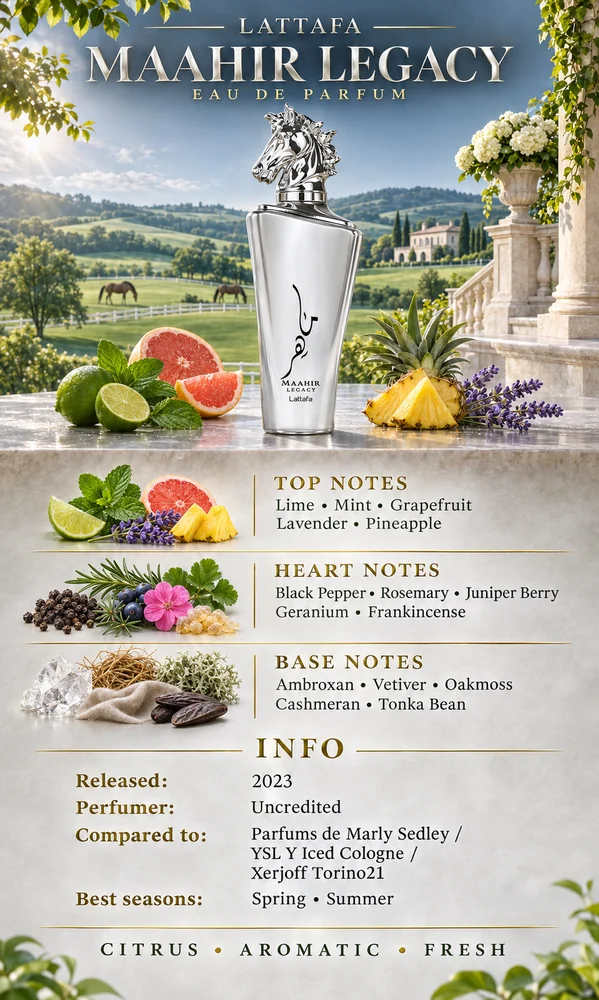 LATTAFA
MAAHIR LEGACY
EAU DE PARFUM
ماهر
MAAHIR
LEGACY
Lattafa
TOP NOTES
Lime • Mint • Grapefruit
Lavender • Pineapple
HEART NOTES
Black Pepper • Rosemary • Juniper Berry
Geranium • Frankincense
BASE NOTES
Ambroxan • Vetiver • Oakmoss
Cashmeran • Tonka Bean
INFO
Released: 2023
Perfumer: Uncredited
Compared to: Parfums de Marly Sedley /
YSL Y Iced Cologne /
Xerjoff Torino21
Best seasons: Spring • Summer
CITRUS • AROMATIC • FRESH